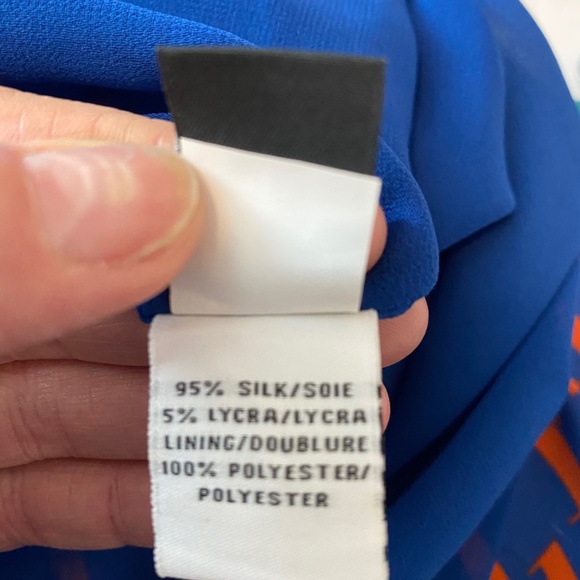 95% SILK/SOIE
5% LYCRA/LYCRA
LINING/DOUBLURE
100% POLYESTER/
POLYESTER